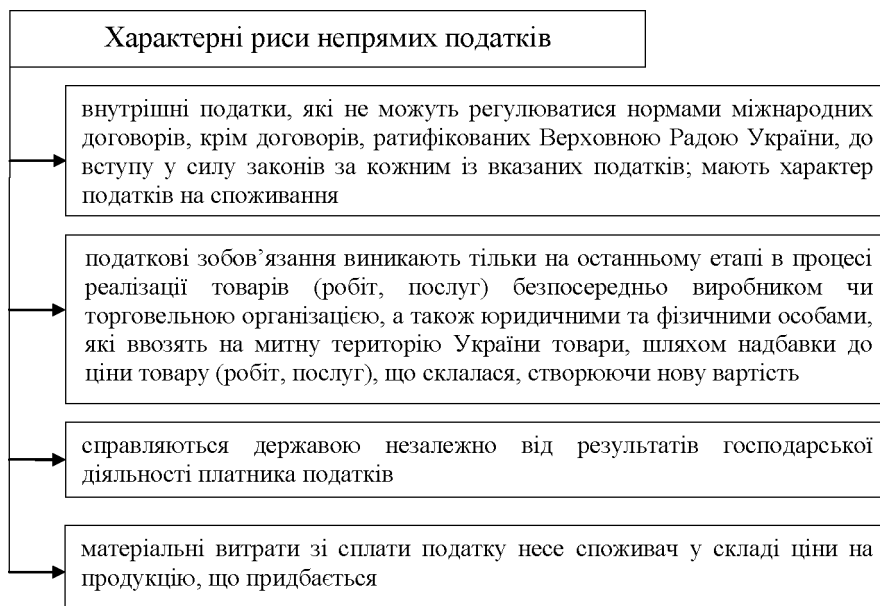 Характерні риси непрямих податків
внутрішні податки, які не можуть регулюватися нормами міжнародних
договорів, крім договорів, ратифікованих Верховною Радою України, до
вступу у силу законів за кожним із вказаних податків; мають характер
податків на споживання
податкові зобов’язання виникають тільки на останньому етапі в процесі
реалізації товарів (робіт, послуг) безпосередньо виробником чи
торговельною організацією, а також юридичними та фізичними особами,
які ввозять на митну територію України товари, шляхом надбавки до
ціни товару (робіт, послуг), що склалася, створюючи нову вартість
справляються державою незалежно від результатів господарської
діяльності платника податків
матеріальні витрати зі сплати податку несе споживач у складі ціни на
продукцію, що придбається